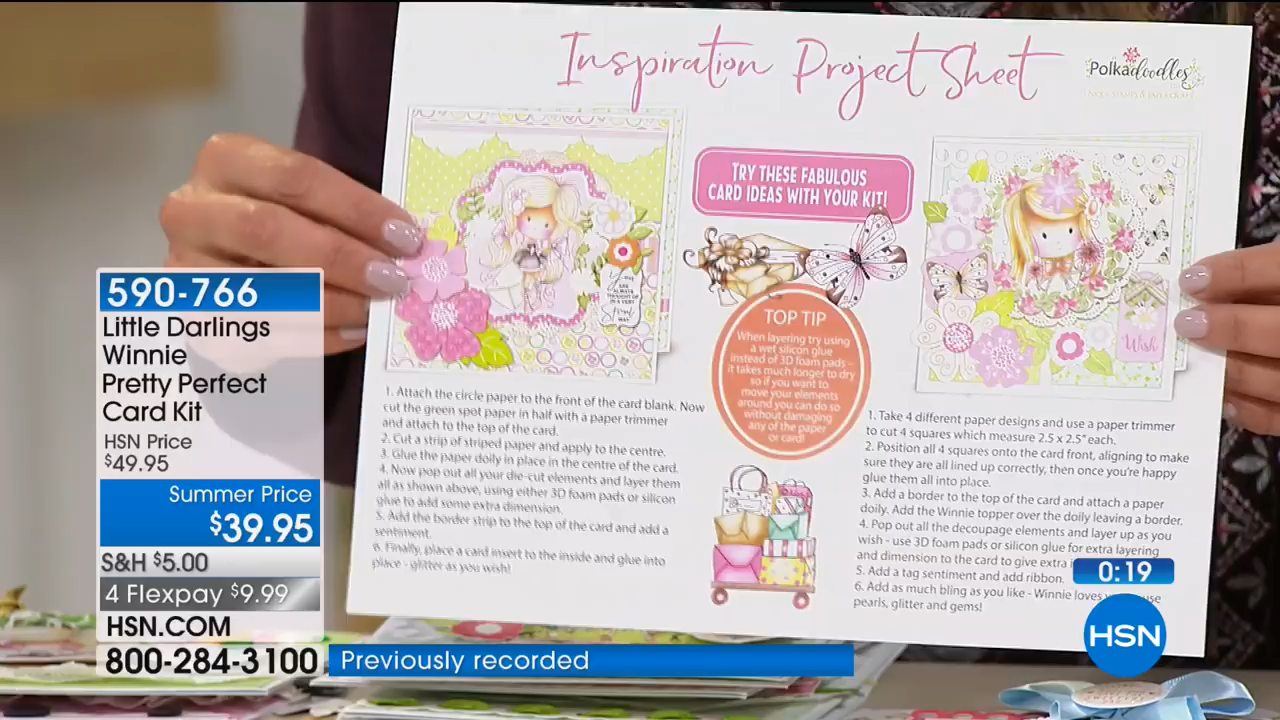 Inspiration Project Sheet
Polkadoodles
TRY THESE FABULOUS
CARD IDEAS WITH YOUR KIT!
TOP TIP
When layering try using
a wet silicon glue
instead of 3D foam pads -
it takes much longer to dry
so if you want to
move your elements
around you can do so
without damaging
any of the paper
or card!
Wish
1. Attach the circle paper to the front of the card blank. Now
cut the green spot paper in half with a paper trimmer
and attach to the top of the card.
2. Cut a strip of striped paper and apply to the centre.
3. Glue the paper doily in place in the centre of the card.
4. Now pop out all your die-cut elements and layer them
all as shown above, using either 3D foam pads or silicon
glue to add some extra dimension.
5. Add the border strip to the top of the card and add a
sentiment.
6. Finally, place a card insert to the inside and glue into
place - glitter as you wish!
1. Take 4 different paper designs and use a paper trimmer
to cut 4 squares which measure 2.5 x 2.5" each.
2. Position all 4 squares onto the card front, aligning to make
sure they are all lined up correctly, then once you're happy
glue them all into place.
3. Add a border to the top of the card and attach a paper
doily. Add the Winnie topper over the doily leaving a border.
4. Pop out all the decoupage elements and layer up as you
wish - use 3D foam pads or silicon glue for extra layering
and dimension to the card to give extra
5. Add a tag sentiment and add ribbon.
6. Add as much bling as you like - Winnie loves
pearls, glitter and gems!
590-766
Little Darlings
Winnie
Pretty Perfect
Card Kit
HSN Price
$49.95
Summer Price
$39.95
S&H $5.00
4 Flexpay $9.99
HSN.COM
800-284-3100
Previously recorded
0:19
HSN